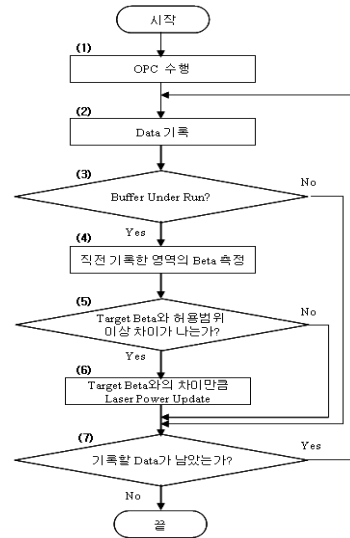 시작
(1)
OPC 수행
(2)
Data 기록
(3)
Buffer Under Run?
No
Yes
(4)
직전 기록한 영역의 Beta 측정
(5)
Target Beta와 허용범위
이상 차이가 나는가?
No
Yes
(6)
Target Beta와의 차이만큼
Laser Power Update
(7)
기록할 Data가 남았는가?
Yes
No
끝